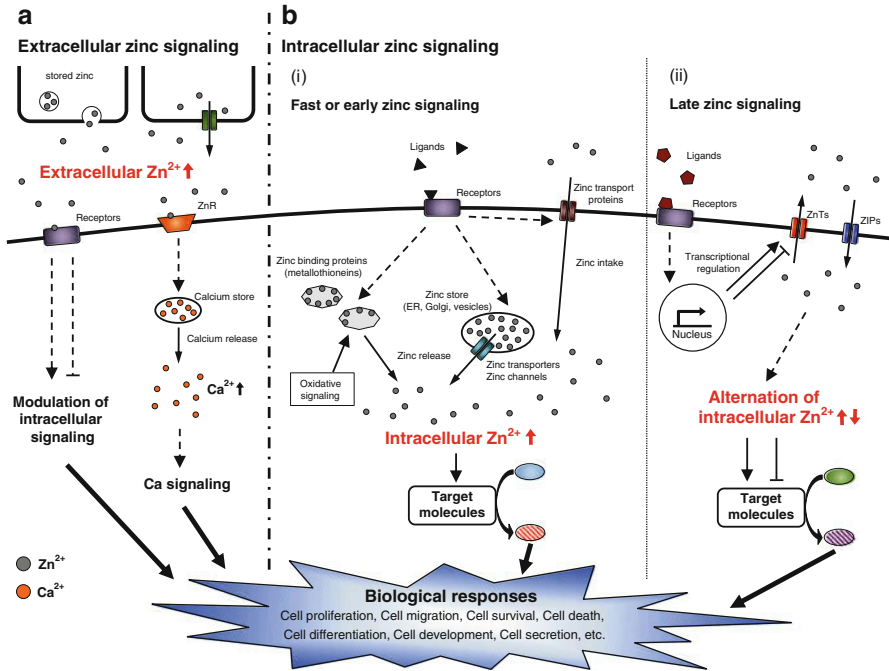 a
Extracellular zinc signaling
stored zinc
Extracellular Zn²⁺ ↑
Receptors
ZnR
Calcium store
Calcium release
Ca²⁺ ↑
Modulation of
intracellular
signaling
Ca signaling
Zn²⁺
Ca²⁺
b
Intracellular zinc signaling
(i)
Fast or early zinc signaling
Ligands
Receptors
Zinc transport
proteins
Zinc binding proteins
(metallothioneins)
Zinc store
(ER, Golgi, vesicles)
Zinc intake
Zinc release
Zinc transporters
Zinc channels
Oxidative
signaling
Intracellular Zn²⁺ ↑
Target
molecules
(ii)
Late zinc signaling
Ligands
Receptors
ZnTs
ZIPs
Transcriptional
regulation
Nucleus
Alternation of
intracellular Zn²⁺ ↑↓
Target
molecules
Biological responses
Cell proliferation, Cell migration, Cell survival, Cell death,
Cell differentiation, Cell development, Cell secretion, etc.